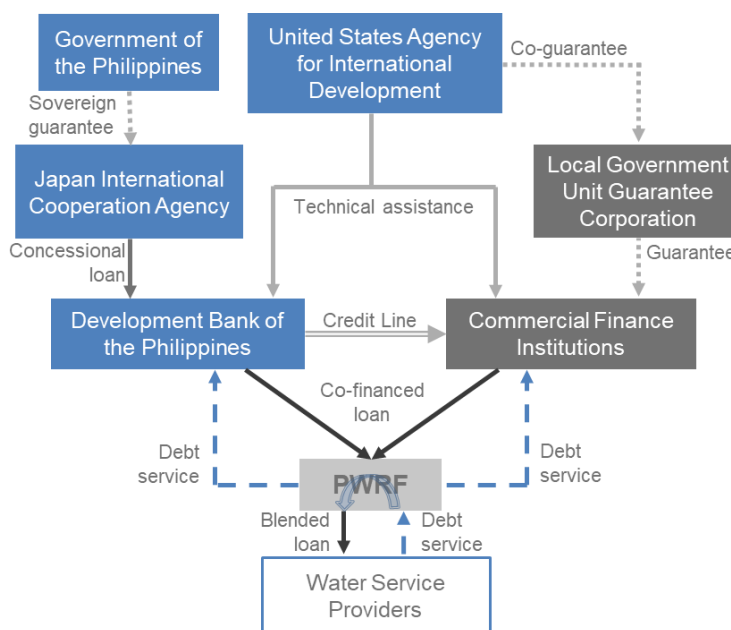 Government of
the Philippines
United States Agency
for International
Development
Co-guarantee
Sovereign
guarantee
Japan International
Cooperation Agency
Local Government
Unit Guarantee
Corporation
Technical assistance
Concessional
loan
Guarantee
Development Bank of
the Philippines
Credit Line
Commercial Finance
Institutions
Co-financed
loan
Debt
service
Debt
service
PWRF
Blended
loan
Debt
service
Water Service
Providers